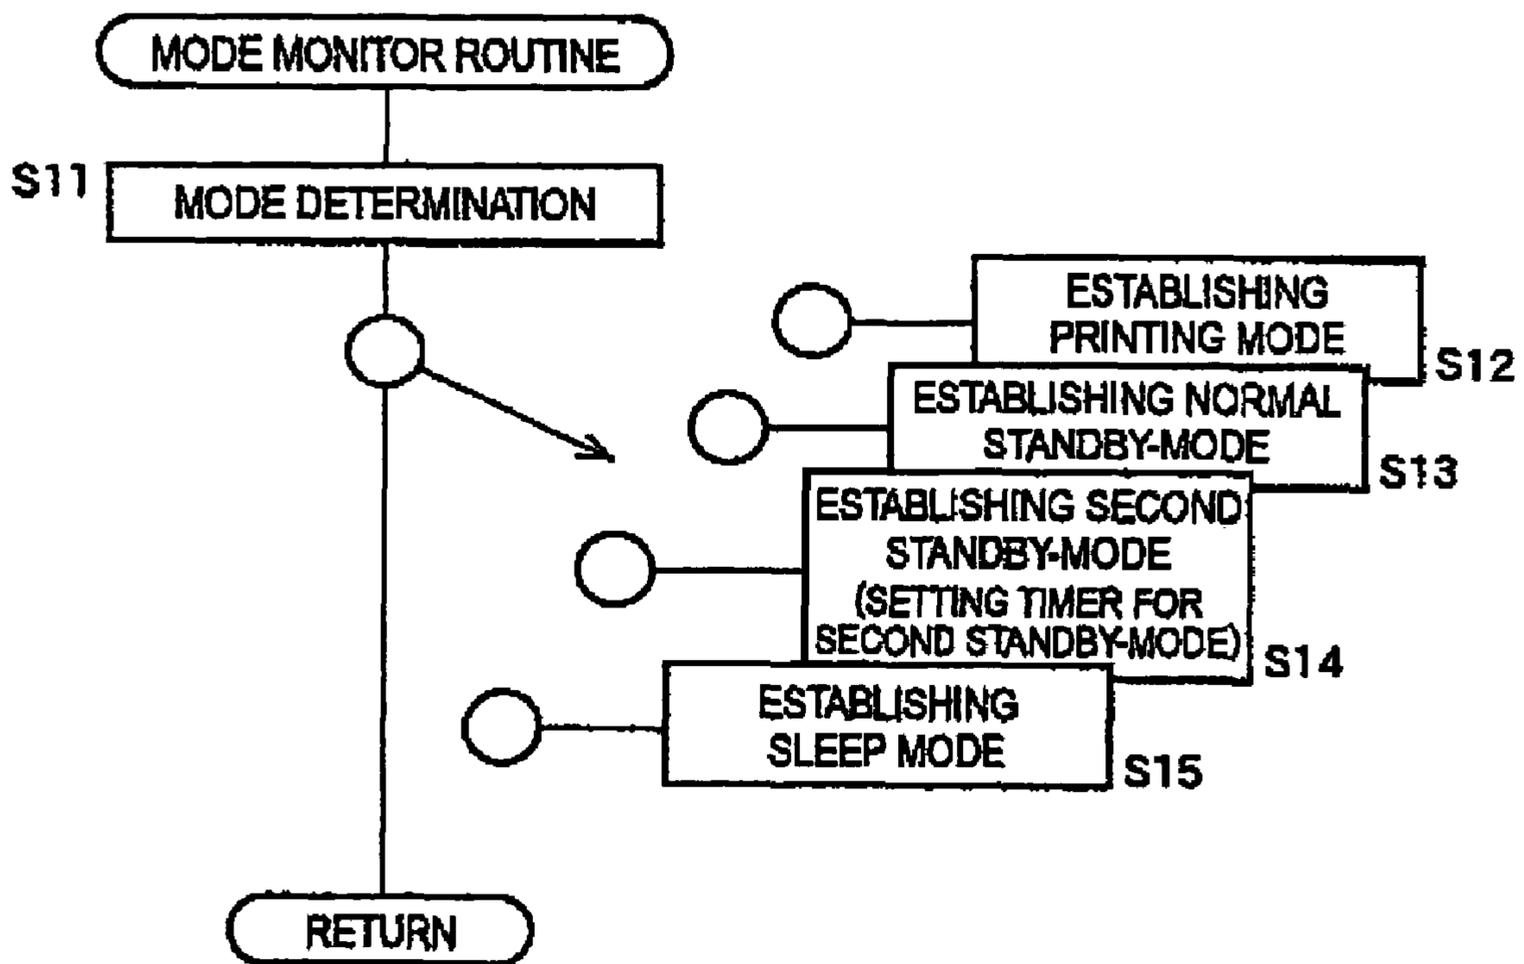 MODE MONITOR ROUTINE
S11
MODE DETERMINATION
ESTABLISHING
PRINTING MODE
S12
ESTABLISHING NORMAL
STANDBY-MODE
S13
ESTABLISHING SECOND
STANDBY-MODE
(SETTING TIMER FOR
SECOND STANDBY-MODE)
S14
ESTABLISHING
SLEEP MODE
S15
RETURN